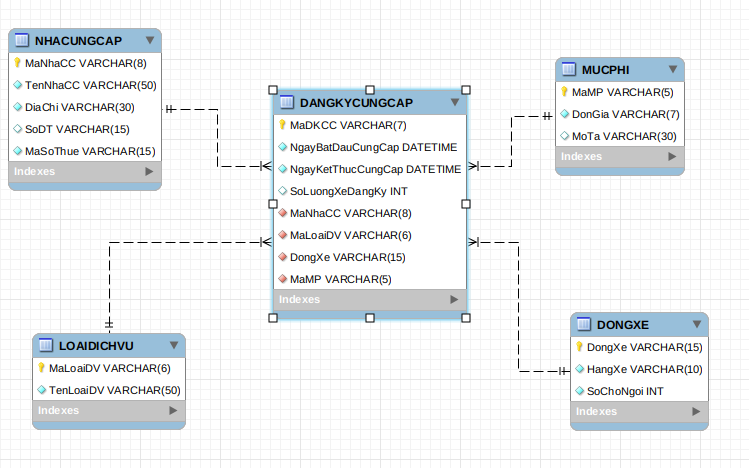 NHACUNGCAP
MaNhaCC VARCHAR(8)
TenNhaCC VARCHAR(50)
DiaChi VARCHAR(30)
SoDT VARCHAR(15)
MaSoThue VARCHAR(15)
Indexes
DANGKYCUNGCAP
MaDKCC VARCHAR(7)
NgayBatDauCungCap DATETIME
NgayKetThucCungCap DATETIME
SoLuongXeDangKy INT
MaNhaCC VARCHAR(8)
MaLoaiDV VARCHAR(6)
DongXe VARCHAR(15)
MaMP VARCHAR(5)
Indexes
MUCPHI
MaMP VARCHAR(5)
DonGia VARCHAR(7)
MoTa VARCHAR(30)
Indexes
LOAIDICHVU
MaLoaiDV VARCHAR(6)
TenLoaiDV VARCHAR(50)
Indexes
DONGXE
DongXe VARCHAR(15)
HangXe VARCHAR(10)
SoChoNgoi INT
Indexes